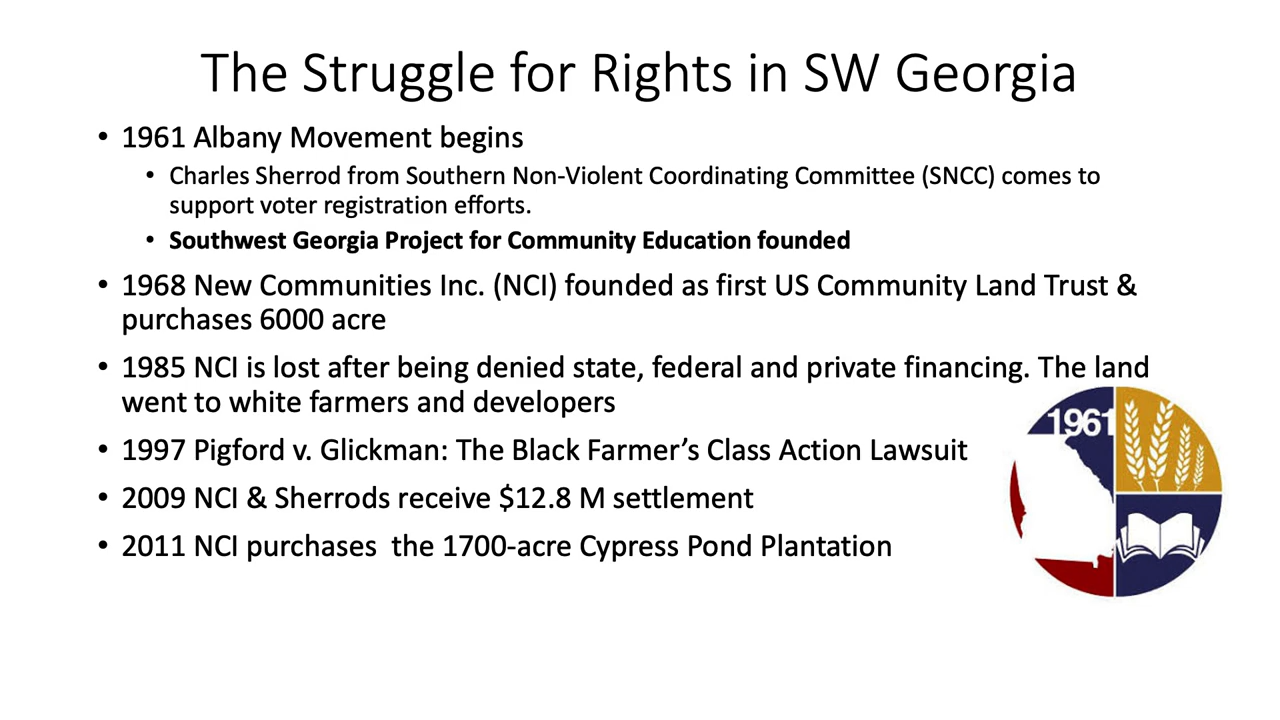 The Struggle for Rights in SW Georgia
• 1961 Albany Movement begins
• Charles Sherrod from Southern Non-Violent Coordinating Committee (SNCC) comes to
support voter registration efforts.
• Southwest Georgia Project for Community Education founded
• 1968 New Communities Inc. (NCI) founded as first US Community Land Trust &
purchases 6000 acre
• 1985 NCI is lost after being denied state, federal and private financing. The land
went to white farmers and developers
• 1997 Pigford v. Glickman: The Black Farmer’s Class Action Lawsuit
• 2009 NCI & Sherrods receive $12.8 M settlement
• 2011 NCI purchases  the 1700-acre Cypress Pond Plantation
1961